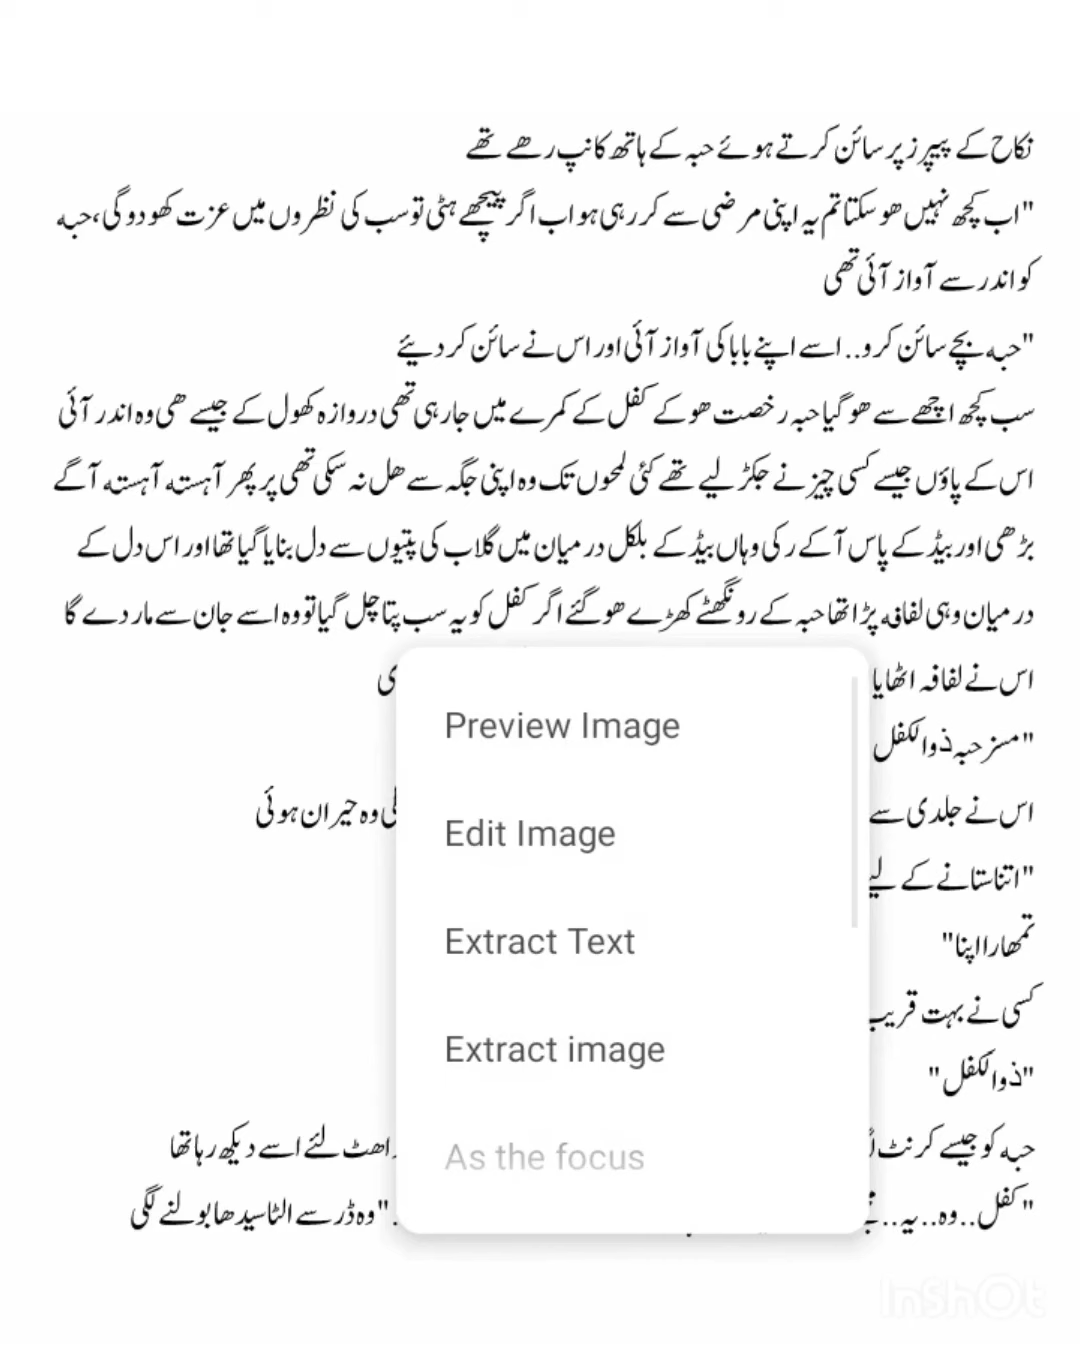 نکاح کے پیپرز پر سائن کرتے ہوئے حبہ کے ہاتھ کانپ رھے تھے
"اب کچھ نہیں ھو سکتا تم یہ اپنی مرضی سے کر رہی ہو اب اگر پیچھے ہٹی تو سب کی نظروں میں عزت کھو دو گی، حبہ
کو اندر سے آواز آئی تھی
"حبہ بچے سائن کرو.. اسے اپنے بابا کی آواز آئی اور اس نے سائن کر دیئے
سب کچھ اچھے سے ھو گیا حبہ رخصت ھو کے کفل کے کمرے میں جا رہی تھی دروازہ کھول کے جیسے ھی وہ اندر آئی
اس کے پاؤں جیسے کسی چیز نے جکڑ لیے تھے کئی لمحوں تک وہ اپنی جگہ سے ھل نہ سکی تھی پر پھر آہستہ آہستہ آگے
بڑھی اور بیڈ کے پاس آ کے رکی وہاں بیڈ کے بلکل درمیان میں گلاب کی پتیوں سے دل بنایا گیا تھا اور اس دل کے
درمیان وہی لفافہ پڑا تھا حبہ کے رونگھٹے کھڑے ھو گئے اگر کفل کو یہ سب پتا چل گیا تو وہ اسے جان سے مار دے گا
اس نے لفافہ اٹھایا
"مسز حبہ ذوالکفل
اس نے جلدی سے وہ حیران ہوئی
"اتنا ستانے کے لیے
تمھارا اپنا"
کسی نے بہت قریب
"ذوالکفل"
حبہ کو جیسے کرنٹ لئے اسے دیکھ رہا تھا
"کفل.. وہ.. یہ.. "وہ ڈر سے الٹا سیدھا بولنے لگی
Preview Image
Edit Image
Extract Text
Extract image
As the focus
InShOt